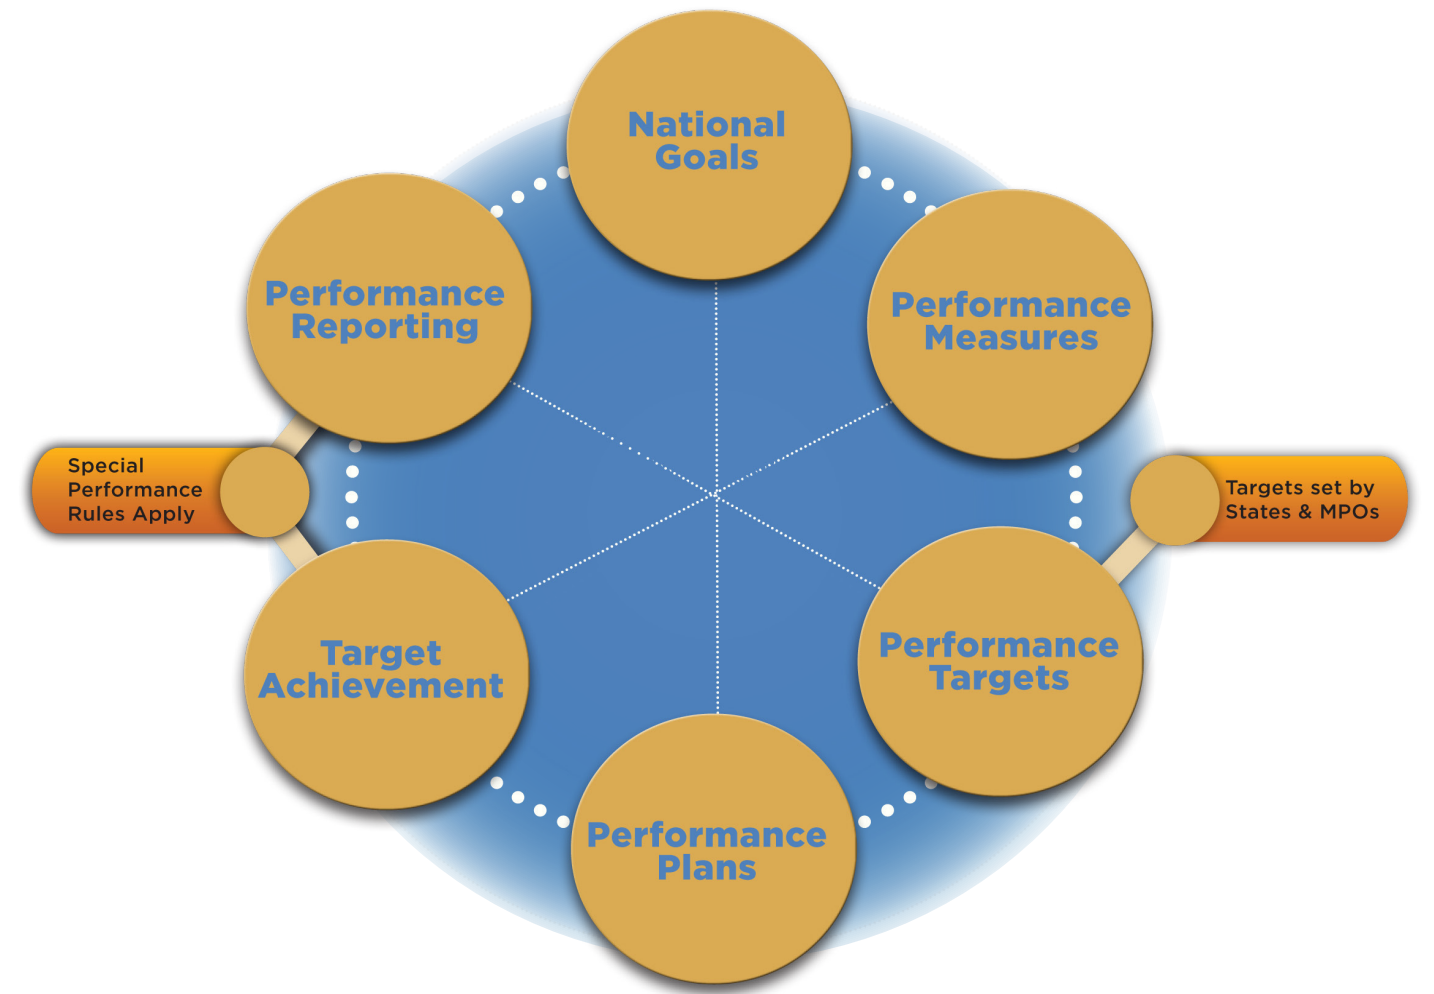 National
Goals
Performance
Reporting
Performance
Measures
Special
Performance
Rules Apply
Targets set by
States & MPOs
Target
Achievement
Performance
Targets
Performance
Plans